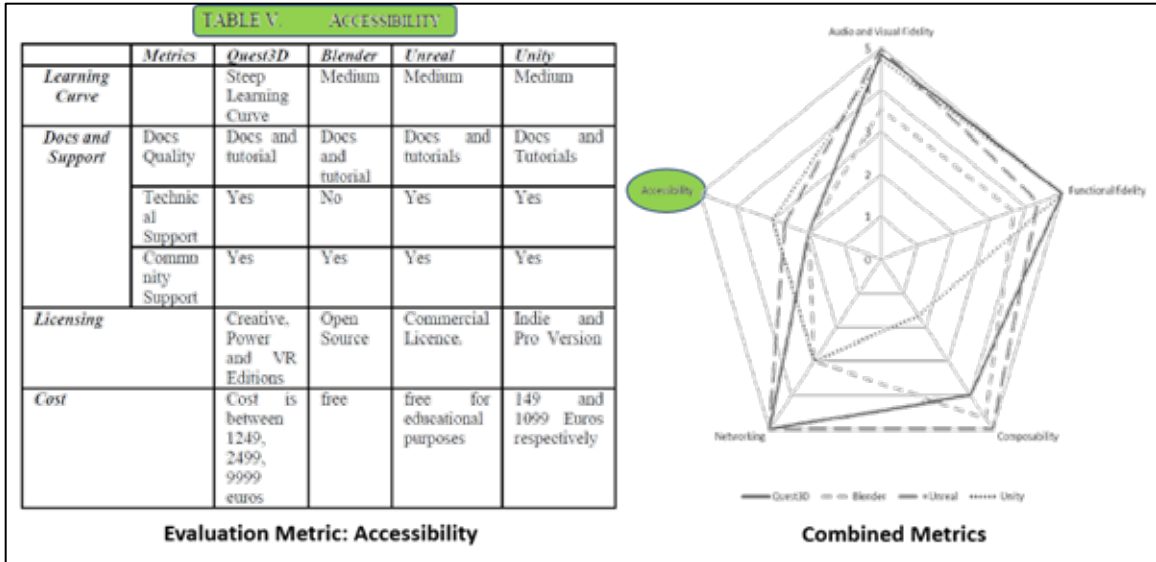 TABLE V. ACCESSIBILITY
Metrics Quest3D Blender Unreal Unity
Learning
Curve
Steep
Learning
Curve
Medium
Medium
Medium
Docs and
Support
Docs
Quality
Docs and
tutorial
Docs
and
tutorial
Docs and
tutorials
Docs and
Tutorials
Technic
al
Support
Yes
No
Yes
Yes
Commu
nity
Support
Yes
Yes
Yes
Yes
Licensing
Creative,
Power
and VR
Editions
Open
Source
Commercial
Licence,
Indie and
Pro Version
Cost
Cost is
between
1249,
2499,
9999
euros
free
free for
educational
purposes
149 and
1099 Euros
respectively
Evaluation Metric: Accessibility
Audio and Visual Fidelity
5
4
3
2
1
0
Accessibility
Functional fidelity
Networking
Composability
Quest3D
Blender
Unreal
Unity
Combined Metrics